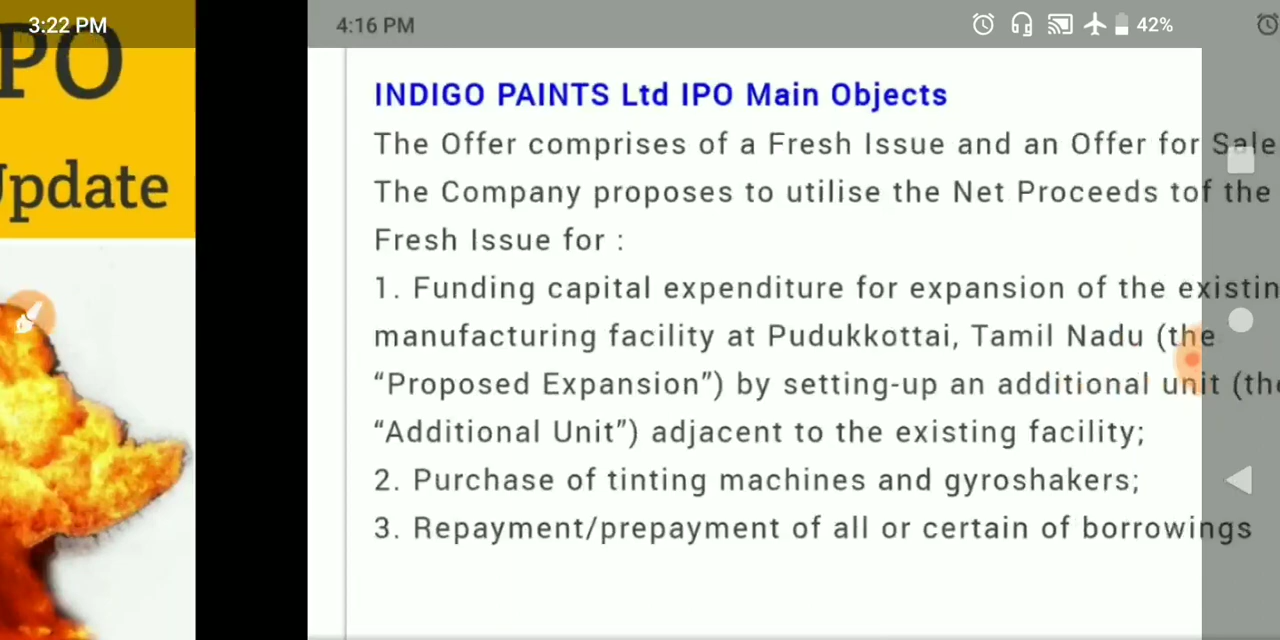 3:22 PM
PO
Update
4:16 PM
42%
INDIGO PAINTS Ltd IPO Main Objects
The Offer comprises of a Fresh Issue and an Offer for Sale
The Company proposes to utilise the Net Proceeds tof the
Fresh Issue for :
1. Funding capital expenditure for expansion of the existin
manufacturing facility at Pudukkottai, Tamil Nadu (the
“Proposed Expansion”) by setting-up an additional unit (the
“Additional Unit”) adjacent to the existing facility;
2. Purchase of tinting machines and gyroshakers;
3. Repayment/prepayment of all or certain of borrowings